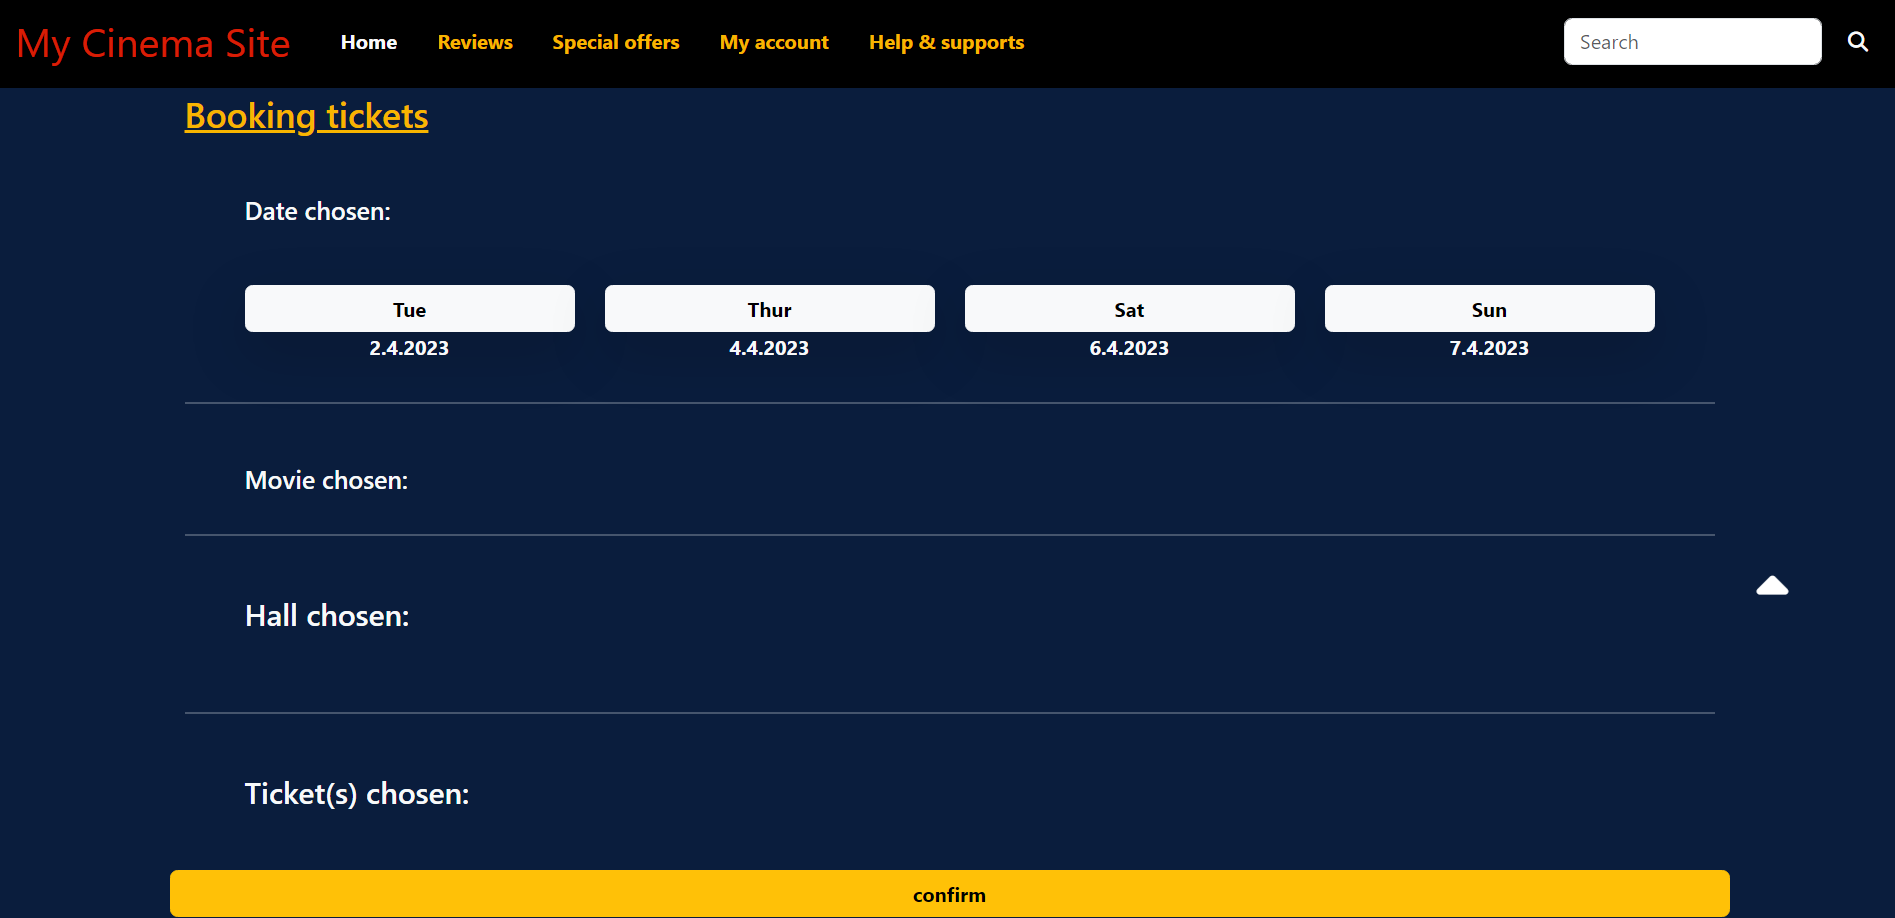 My Cinema Site Home Reviews Special offers My account Help & supports Search
Booking tickets
Date chosen:
Tue Thur Sat Sun
2.4.2023 4.4.2023 6.4.2023 7.4.2023
Movie chosen:
Hall chosen:
Ticket(s) chosen:
confirm